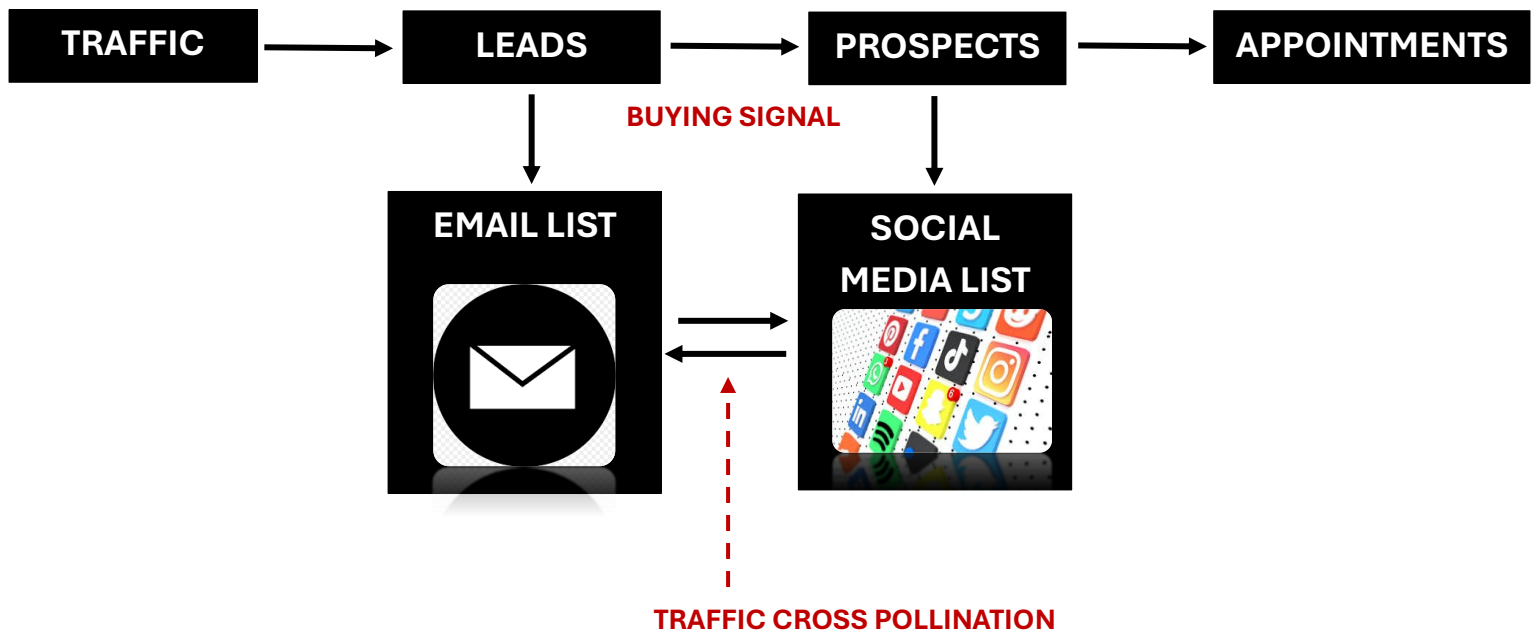 TRAFFIC
LEADS
PROSPECTS
APPOINTMENTS
BUYING SIGNAL
EMAIL LIST
SOCIAL
MEDIA LIST
TRAFFIC CROSS POLLINATION